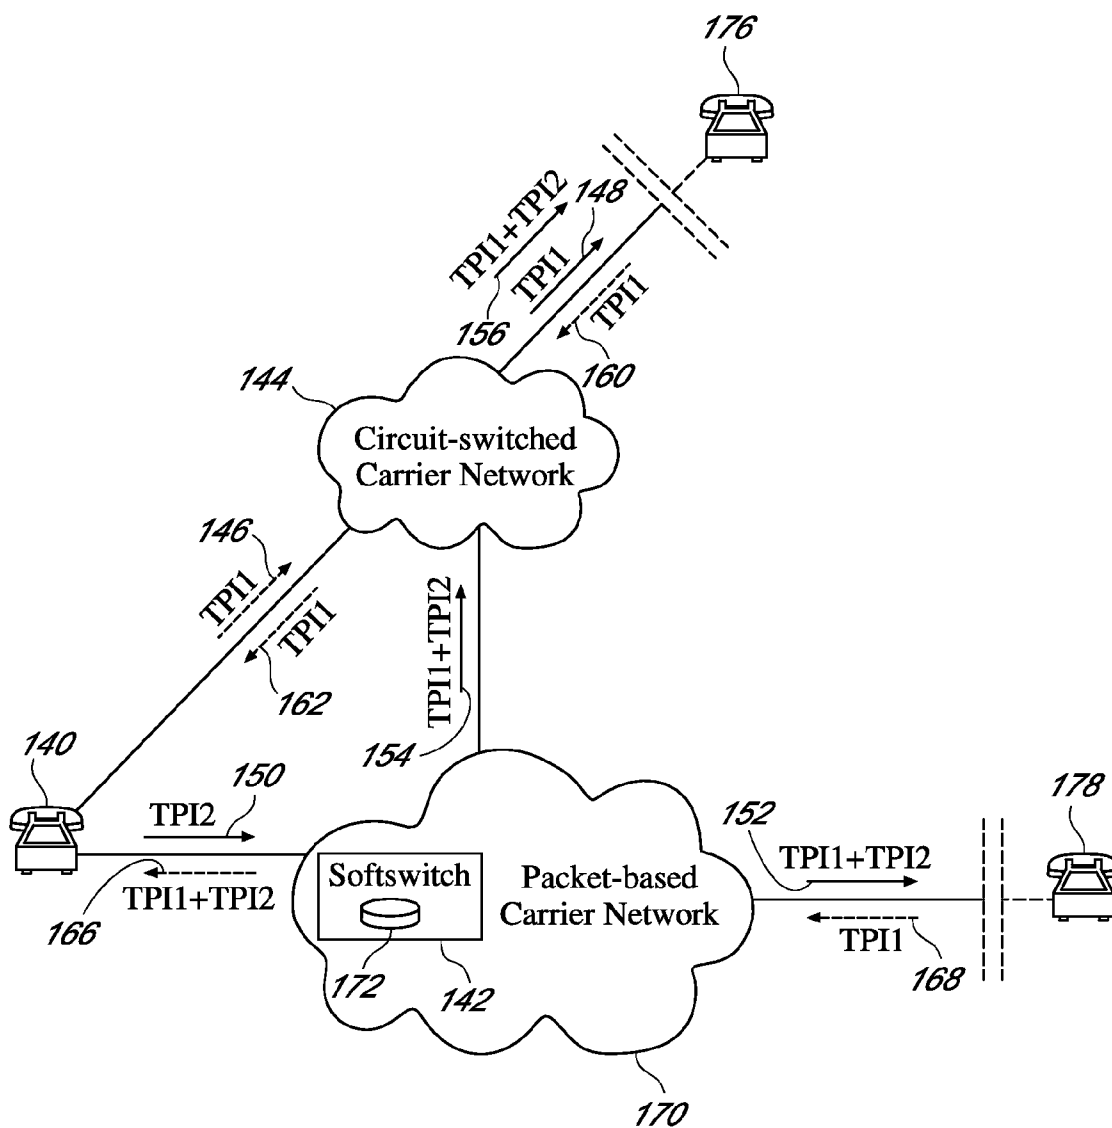 176
148
TPI1+TPI2
TPI1
TPI1
156
160
144
Circuit-switched
Carrier Network
146
TPI1
TPI1
162
TPI1+TPI2
154
140
150
TPI2
166
TPI1+TPI2
Softswitch
172
142
Packet-based
Carrier Network
152
TPI1+TPI2
TPI1
168
178
170